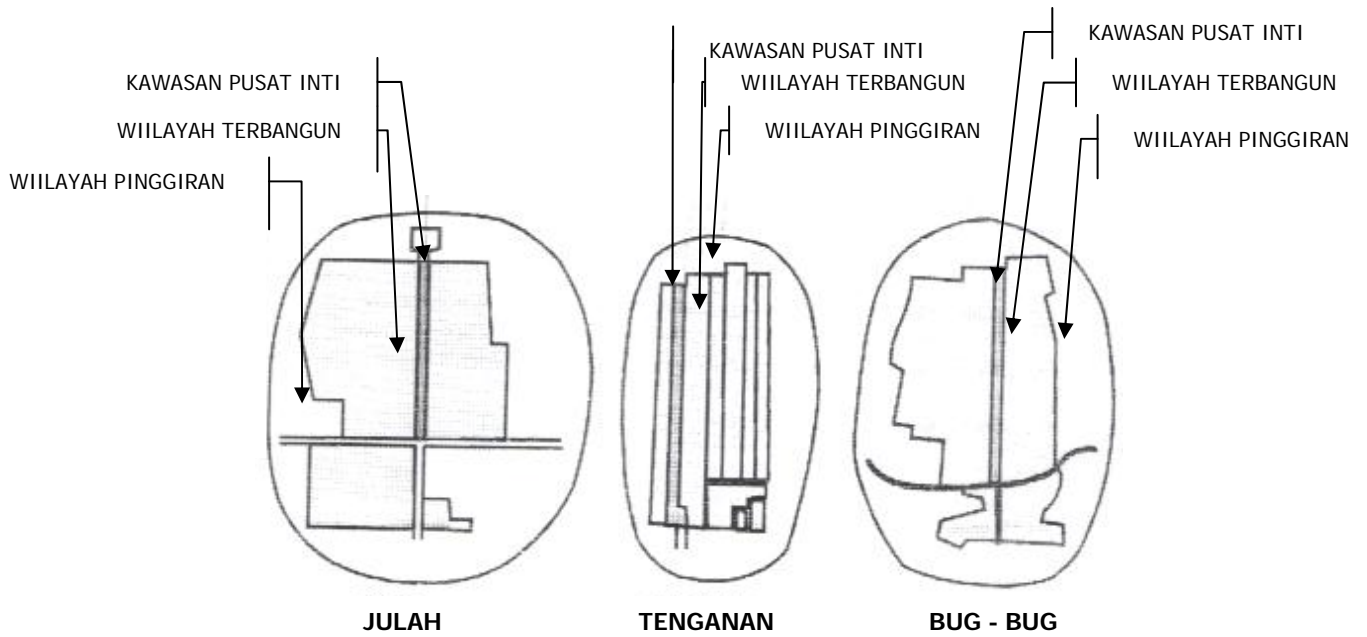 KAWASAN PUSAT INTI
WIILAYAH TERBANGUN
WIILAYAH PINGGIRAN
KAWASAN PUSAT INTI
WIILAYAH TERBANGUN
WIILAYAH PINGGIRAN
KAWASAN PUSAT INTI
WIILAYAH TERBANGUN
WIILAYAH PINGGIRAN
JULAH
TENGANAN
BUG - BUG